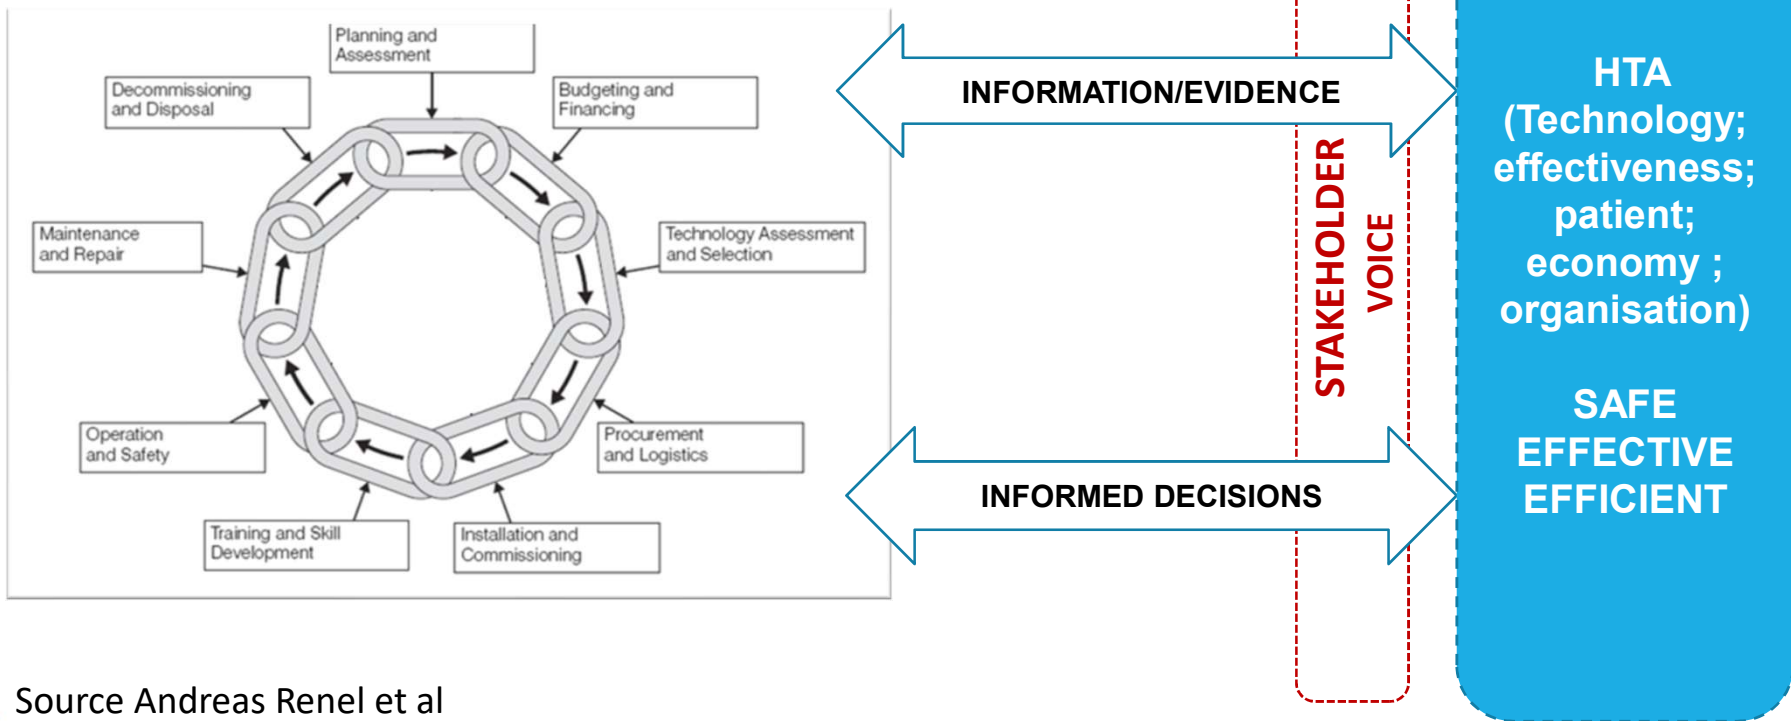 Planning and
Assessment
Budgeting and
Financing
Technology Assessment
and Selection
Procurement
and Logistics
Installation and
Commissioning
Training and Skill
Development
Operation
and Safety
Maintenance
and Repair
Decommissioning
and Disposal
INFORMATION/EVIDENCE
INFORMED DECISIONS
STAKEHOLDER
VOICE
HTA
(Technology;
effectiveness;
patient;
economy ;
organisation)
SAFE
EFFECTIVE
EFFICIENT
Source Andreas Renel et al